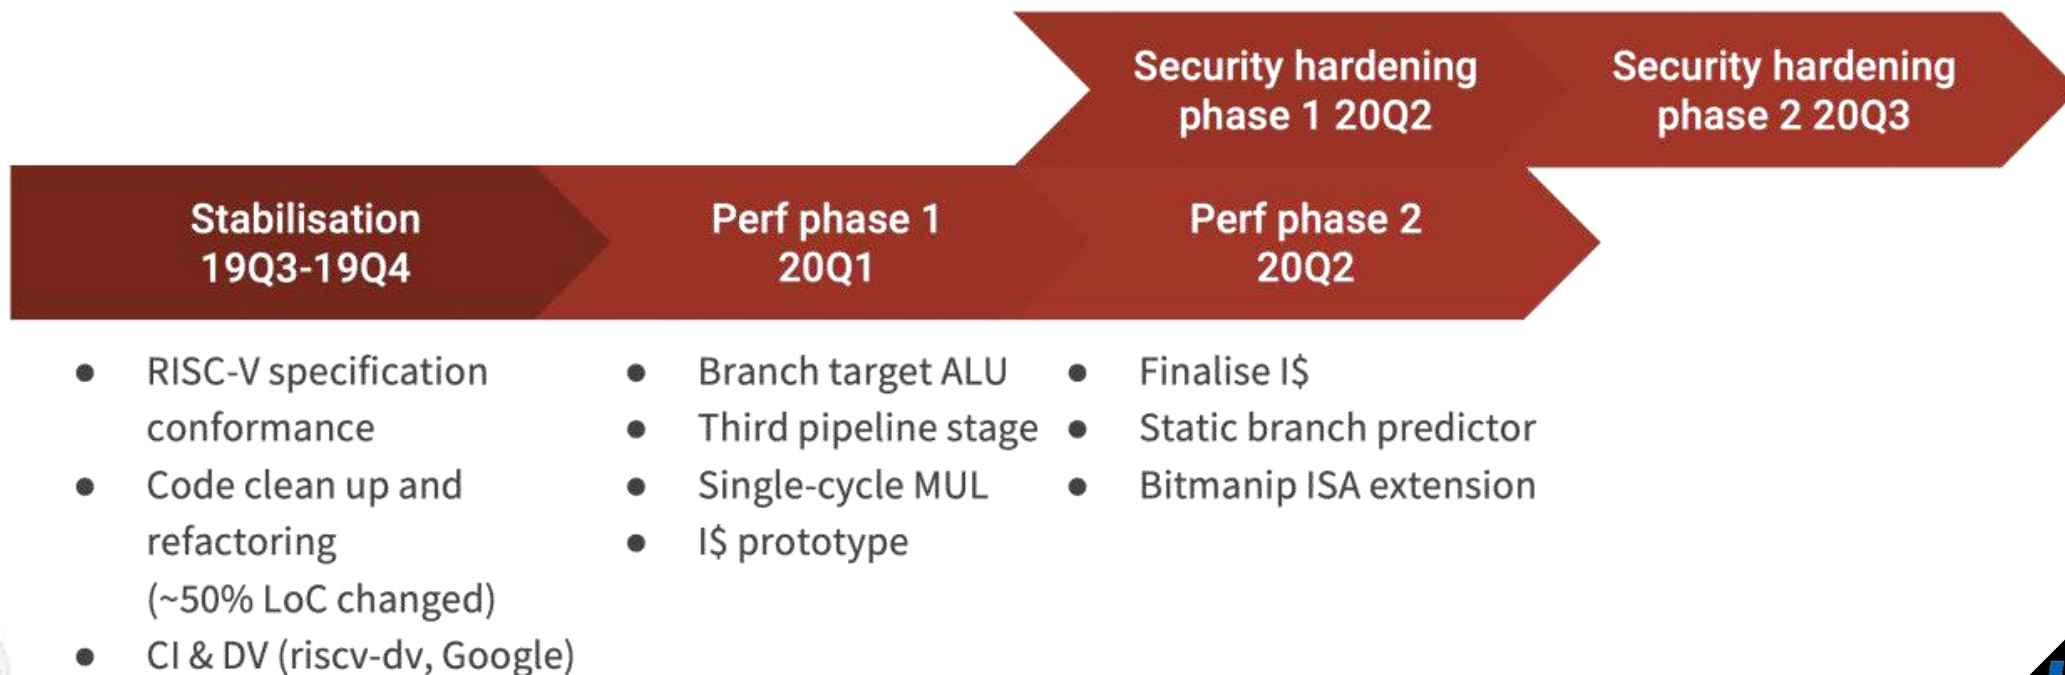 Security hardening
phase 1 20Q2
Security hardening
phase 2 20Q3
Stabilisation
19Q3-19Q4
Perf phase 1
20Q1
Perf phase 2
20Q2
● RISC-V specification
conformance
● Code clean up and
refactoring
(~50% LoC changed)
● CI & DV (riscv-dv, Google)
● Branch target ALU
● Third pipeline stage
● Single-cycle MUL
● I$ prototype
● Finalise I$
● Static branch predictor
● Bitmanip ISA extension